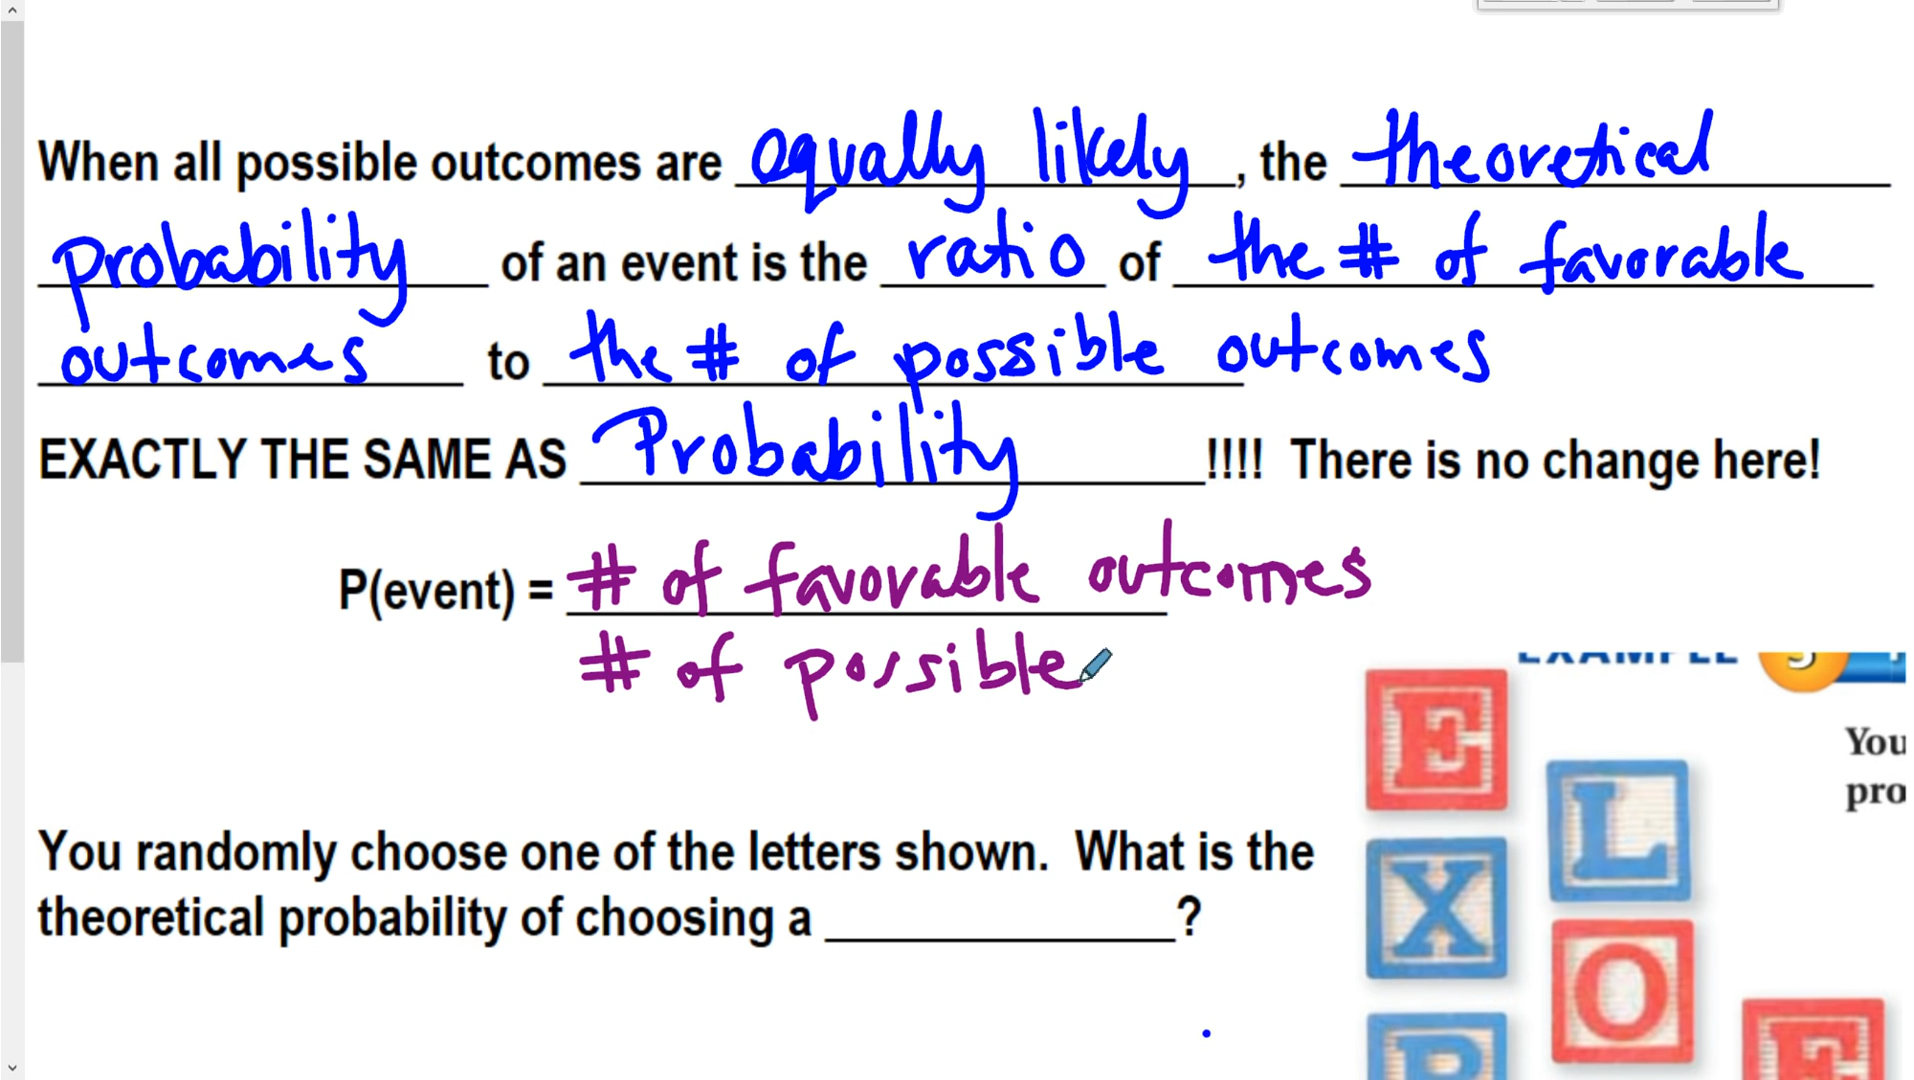 When all possible outcomes are equally likely, the theoretical
probability of an event is the ratio of the # of favorable
outcomes to the # of possible outcomes
EXACTLY THE SAME AS Probability!!!! There is no change here!
P(event) = # of favorable outcomes
# of possible
EXAMPLE
E
You
L
pro
You randomly choose one of the letters shown. What is the
theoretical probability of choosing a ____________?
X
O